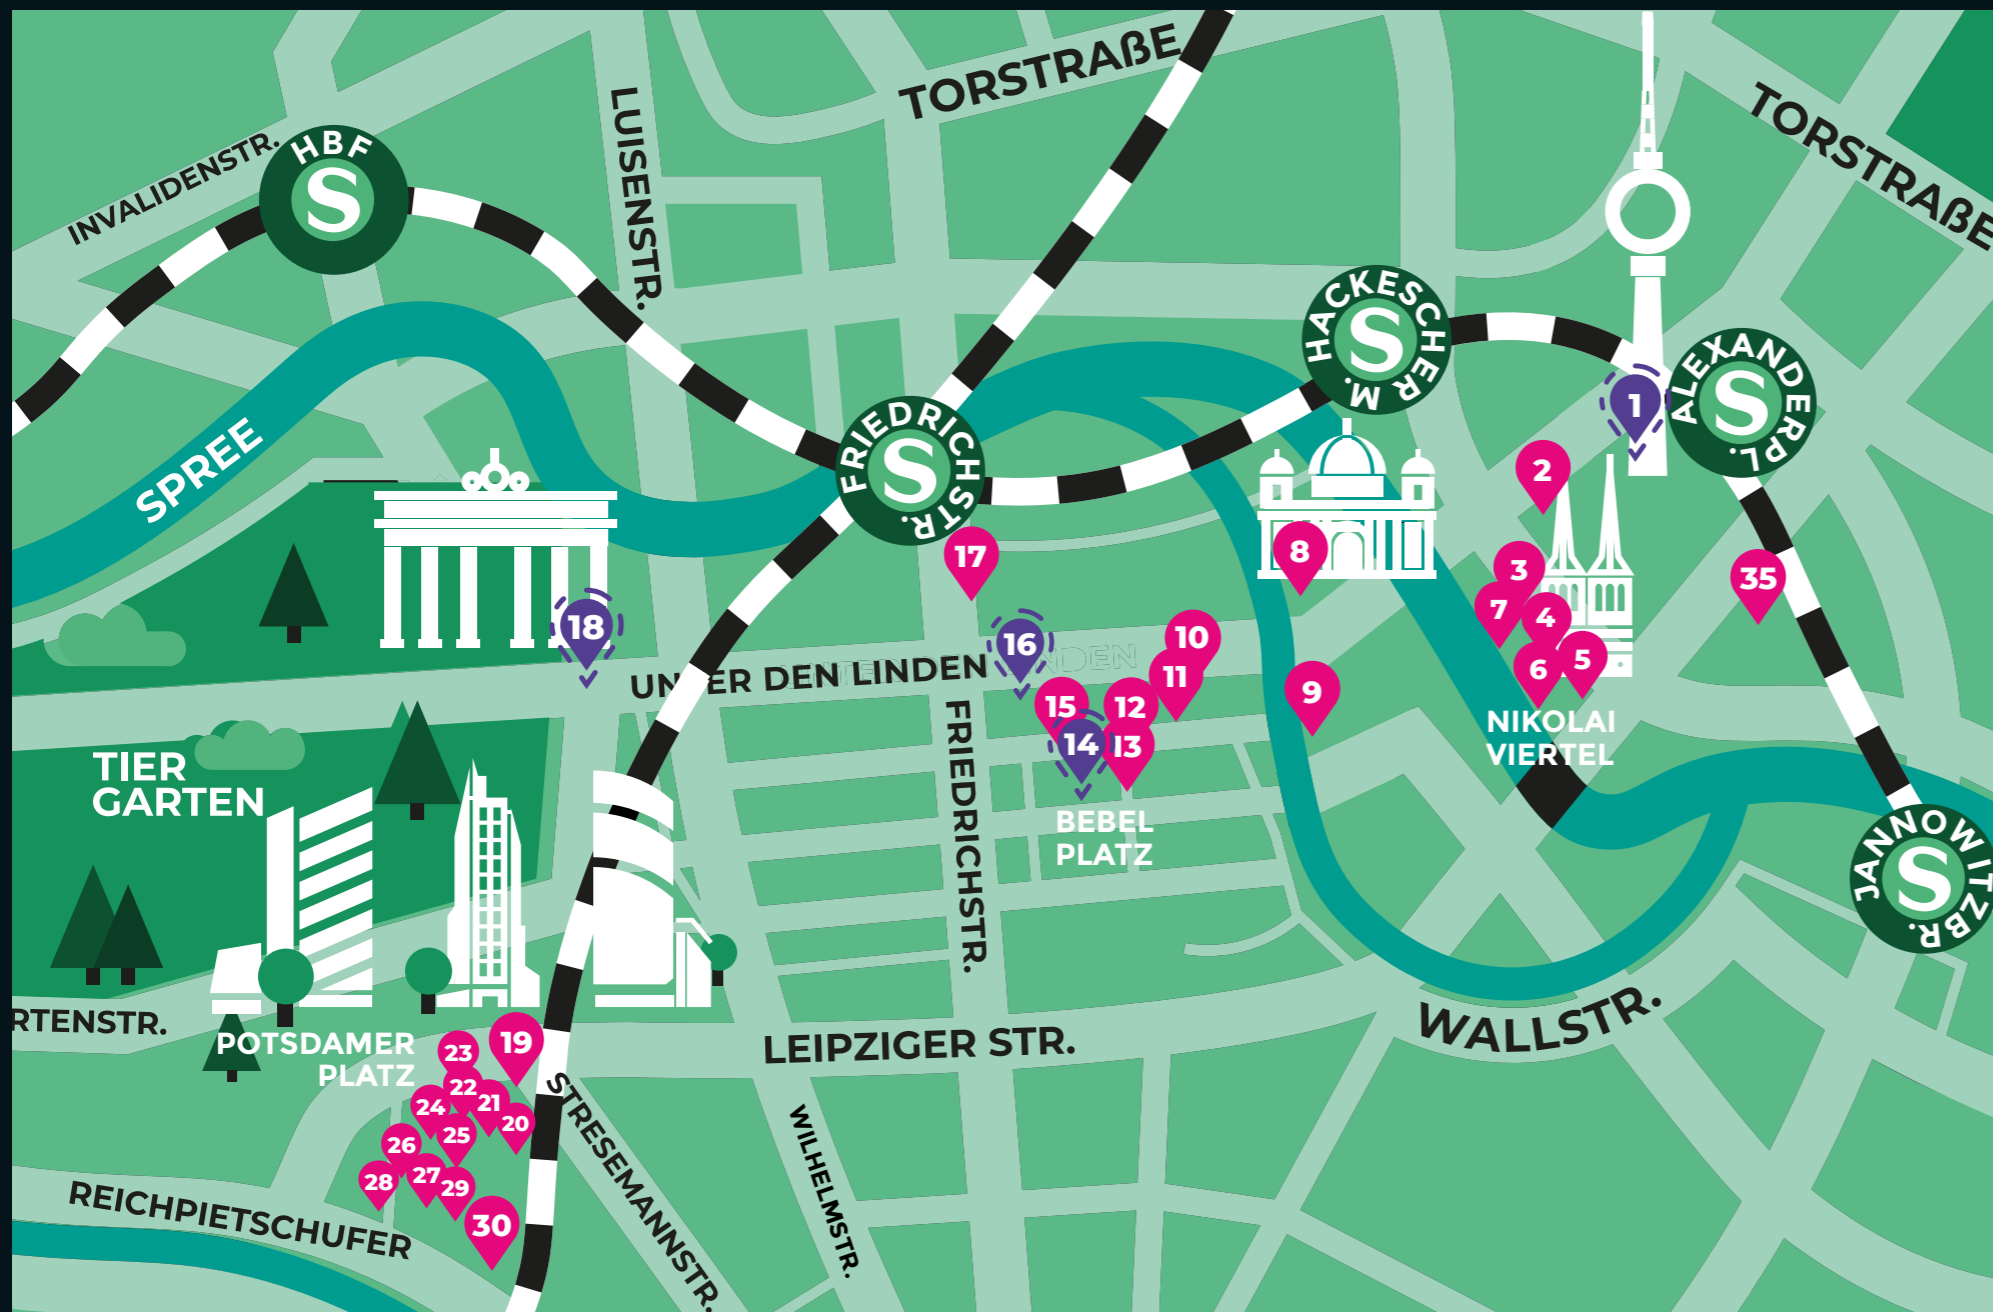 TORSTRAßE
TORSTRAßE
LUISENSTR.
INVALIDENSTR.
HBF
S
HACKESCHER M.
S
ALEXANDERPL.
S
1
SPREE
FRIEDRICHSTR.
S
2
17
8
3
35
7
4
18
16
10
6
5
UN ER DEN LINDEN
11
9
15
12
14
13
NIKOLAI
VIERTEL
FRIEDRICHSTR.
TIER
GARTEN
BEBEL
PLATZ
JANNOWITZBR.
S
RTENSTR.
WALLSTR.
POTSDAMER
PLATZ
LEIPZIGER STR.
19
23
22
21
24
20
25
26
27
28
29
30
STRESEMANNSTR.
WILHELMSTR.
REICHPIETSCHUFER